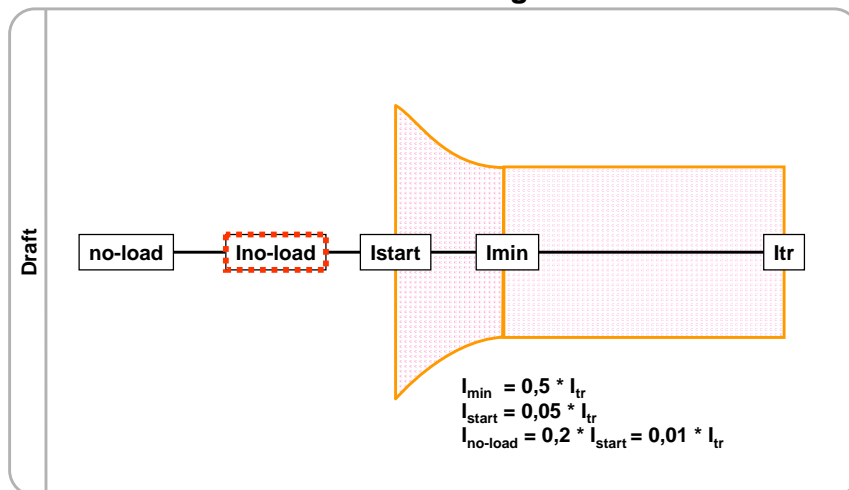 Draft
no-load
Ino-load
Istart
Imin
Itr
Imin = 0,5 * Itr
Istart = 0,05 * Itr
Ino-load = 0,2 * Istart = 0,01 * Itr